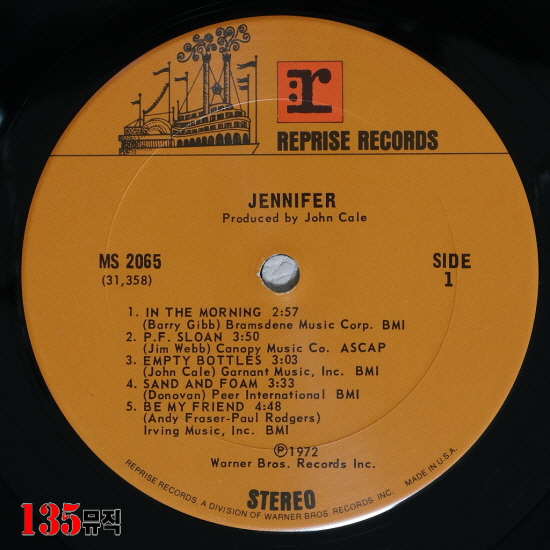 r
REPRISE RECORDS
JENNIFER
Produced by John Cale
MS 2065
(31,358)
SIDE
1
1. IN THE MORNING 2:57
(Barry Gibb) Bramsdene Music Corp. BMI
2. P.F. SLOAN 3:50
(Jim Webb) Canopy Music Co. ASCAP
3. EMPTY BOTTLES 3:03
(John Cale) Garnant Music, Inc. BMI
4. SAND AND FOAM 3:33
(Donovan) Peer International BMI
5. BE MY FRIEND 4:48
(Andy Fraser-Paul Rodgers)
Irving Music, Inc. BMI
Ⓟ1972
Warner Bros. Records Inc.
REPRISE RECORDS, A DIVISION OF WARNER BROS. RECORDS, INC. MADE IN U.S.A.
STEREO
135뮤직